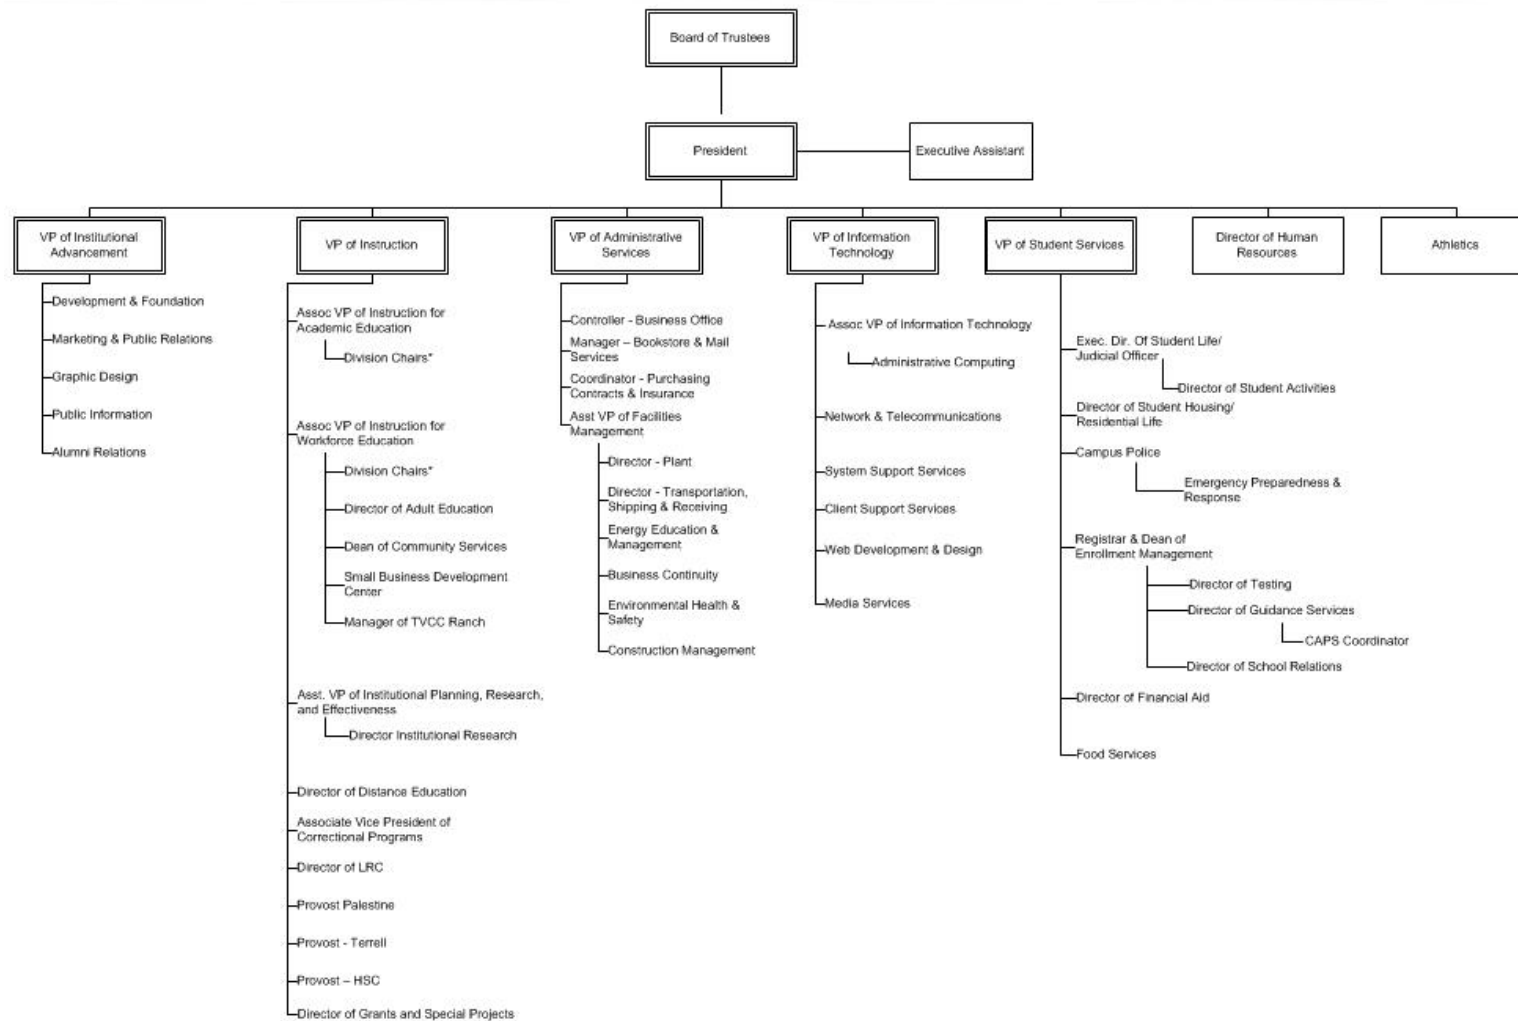 Board of Trustees
President
Executive Assistant
VP of Institutional
Advancement
VP of Instruction
VP of Administrative
Services
VP of Information
Technology
VP of Student Services
Director of Human
Resources
Athletics
Development & Foundation
Marketing & Public Relations
Graphic Design
Public Information
Alumni Relations
Assoc VP of Instruction for
Academic Education
Division Chairs*
Assoc VP of Instruction for
Workforce Education
Division Chairs*
Director of Adult Education
Dean of Community Services
Small Business Development
Center
Manager of TVCC Ranch
Asst. VP of Institutional Planning, Research,
and Effectiveness
Director Institutional Research
Director of Distance Education
Associate Vice President of
Correctional Programs
Director of LRC
Provost Palestine
Provost - Terrell
Provost – HSC
Director of Grants and Special Projects
Controller - Business Office
Manager – Bookstore & Mail
Services
Coordinator - Purchasing
Contracts & Insurance
Asst VP of Facilities
Management
Director - Plant
Director - Transportation,
Shipping & Receiving
Energy Education &
Management
Business Continuity
Environmental Health &
Safety
Construction Management
Assoc VP of Information Technology
Administrative Computing
Network & Telecommunications
System Support Services
Client Support Services
Web Development & Design
Media Services
Exec. Dir. Of Student Life/
Judicial Officer
Director of Student Activities
Director of Student Housing/
Residential Life
Campus Police
Emergency Preparedness &
Response
Registrar & Dean of
Enrollment Management
Director of Testing
Director of Guidance Services
CAPS Coordinator
Director of School Relations
Director of Financial Aid
Food Services